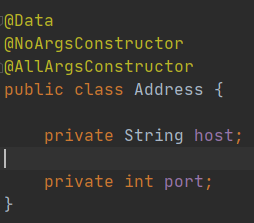 @Data
@NoArgsConstructor
@AllArgsConstructor
public class Address {
private String host;
private int port;
}